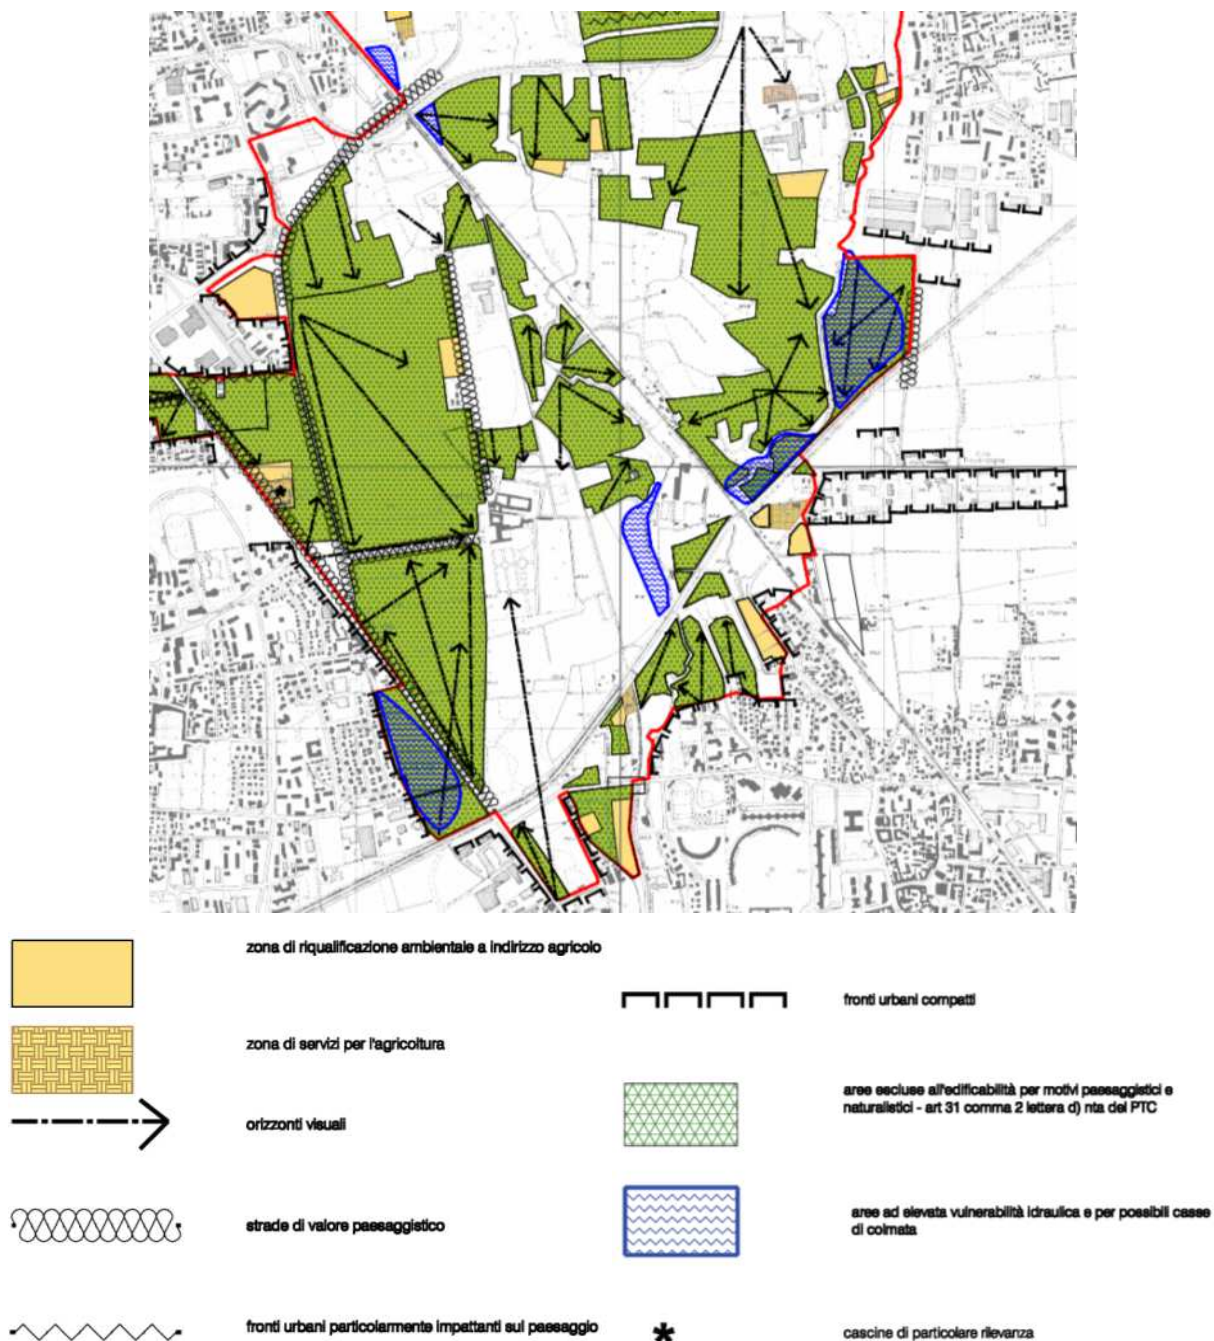 zona di riqualificazione ambientale a indirizzo agricolo
zona di servizi per l'agricoltura
orizzonti visuali
strade di valore paesaggistico
fronti urbani particolarmente impattanti sul paesaggio
fronti urbani compatti
aree escluse all'edificabilità per motivi paesaggistici e
naturalistici - art 31 comma 2 lettera d) nta del PTC
aree ad elevata vulnerabilità idraulica e per possibili casse
di colmata
cascine di particolare rilevanza